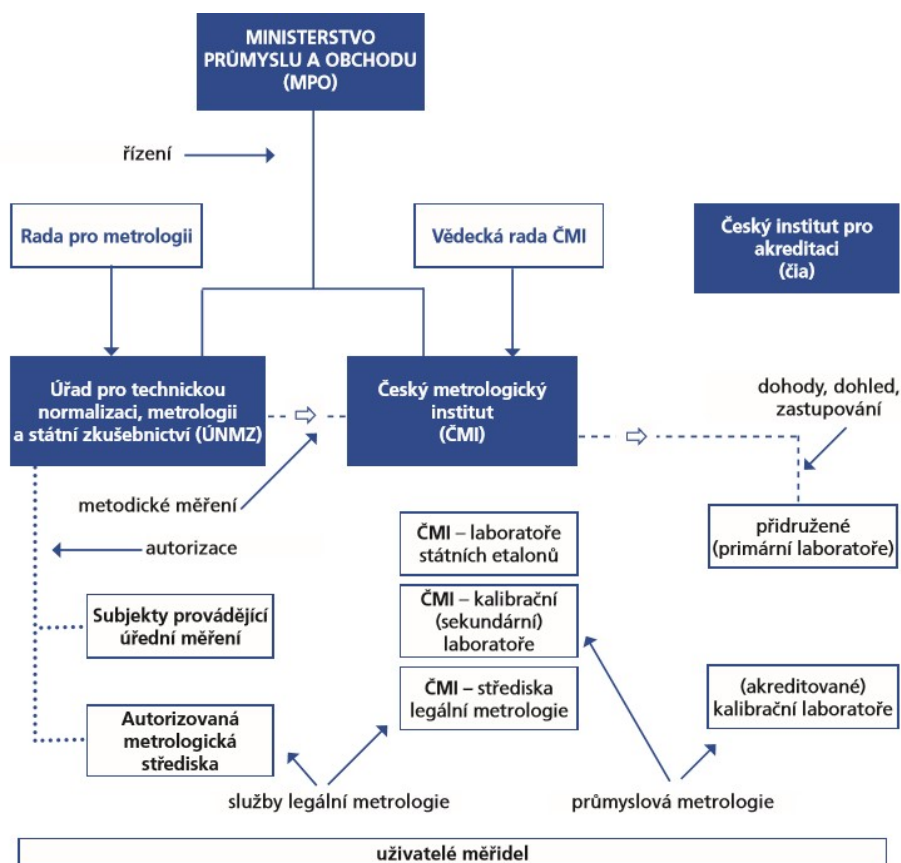 MINISTERSTVO
PRŮMYSLU A OBCHODU
(MPO)
řízení
Rada pro metrologii
Vědecká rada ČMI
Český institut pro
akreditaci
(čia)
Úřad pro technickou
normalizaci, metrologii
a státní zkušebnictví (ÚNMZ)
Český metrologický
institut
(ČMI)
dohody, dohled,
zastupování
metodické měření
autorizace
ČMI – laboratoře
státních etalonů
přidružené
(primární laboratoře)
Subjekty provádějící
úřední měření
ČMI – kalibrační
(sekundární)
laboratoře
ČMI – střediska
legální metrologie
(akreditované)
kalibrační laboratoře
Autorizovaná
metrologická
střediska
služby legální metrologie
průmyslová metrologie
uživatelé měřidel